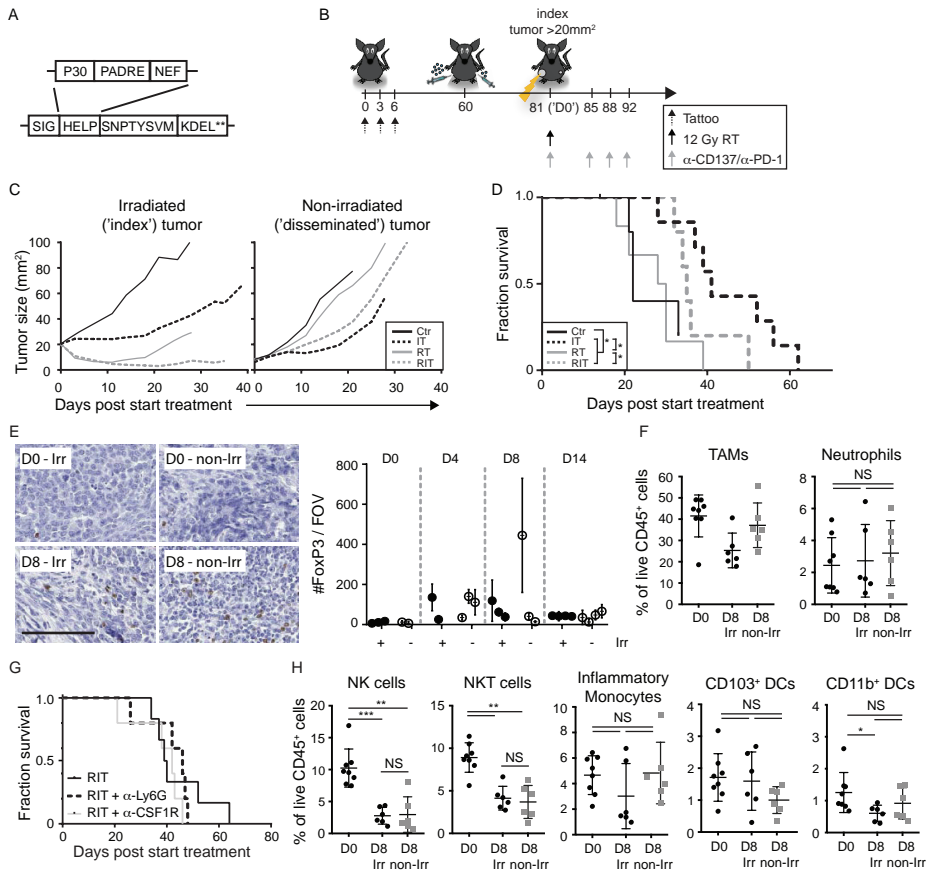 A
P30 PADRE NEF
SIG HELP SNPTYSVM KDEL**
B
index
tumor >20mm²
0 3 6 60 81 ('D0') 85 88 92
Tattoo
12 Gy RT
α-CD137/α-PD-1
C
Irradiated
('index') tumor
Non-irradiated
('disseminated') tumor
Tumor size (mm²)
100
80
60
40
20
0
0 10 20 30 40
0 10 20 30 40
Ctr
IT
RT
RIT
Days post start treatment
D
Fraction survival
1.0
0.5
0
0 20 40 60
Ctr
IT
RT
RIT
*
*
*
Days post start treatment
E
D0 - Irr
D0 - non-Irr
D8 - Irr
D8 - non-Irr
#FoxP3 / FOV
800
600
400
200
0
D0 D4 D8 D14
+ - + - + - + - Irr
F
TAMs
% of live CD45⁺ cells
60
50
40
30
20
10
0
D0 D8 D8
Irr non-Irr
Neutrophils
NS
8
6
4
2
0
D0 D8 D8
Irr non-Irr
G
Fraction survival
1.0
0.5
0.0
RIT
RIT + α-Ly6G
RIT + α-CSF1R
0 20 40 60 80
Days post start treatment
H
% of live CD45⁺ cells
NK cells
**
***
NS
20
15
10
5
0
D0 D8 D8
Irr non-Irr
NKT cells
**
NS
15
10
5
0
D0 D8 D8
Irr non-Irr
Inflammatory
Monocytes
NS
10
8
6
4
2
0
D0 D8 D8
Irr non-Irr
CD103⁺ DCs
NS
4
3
2
1
0
D0 D8 D8
Irr non-Irr
CD11b⁺ DCs
NS
*
3
2
1
0
D0 D8 D8
Irr non-Irr